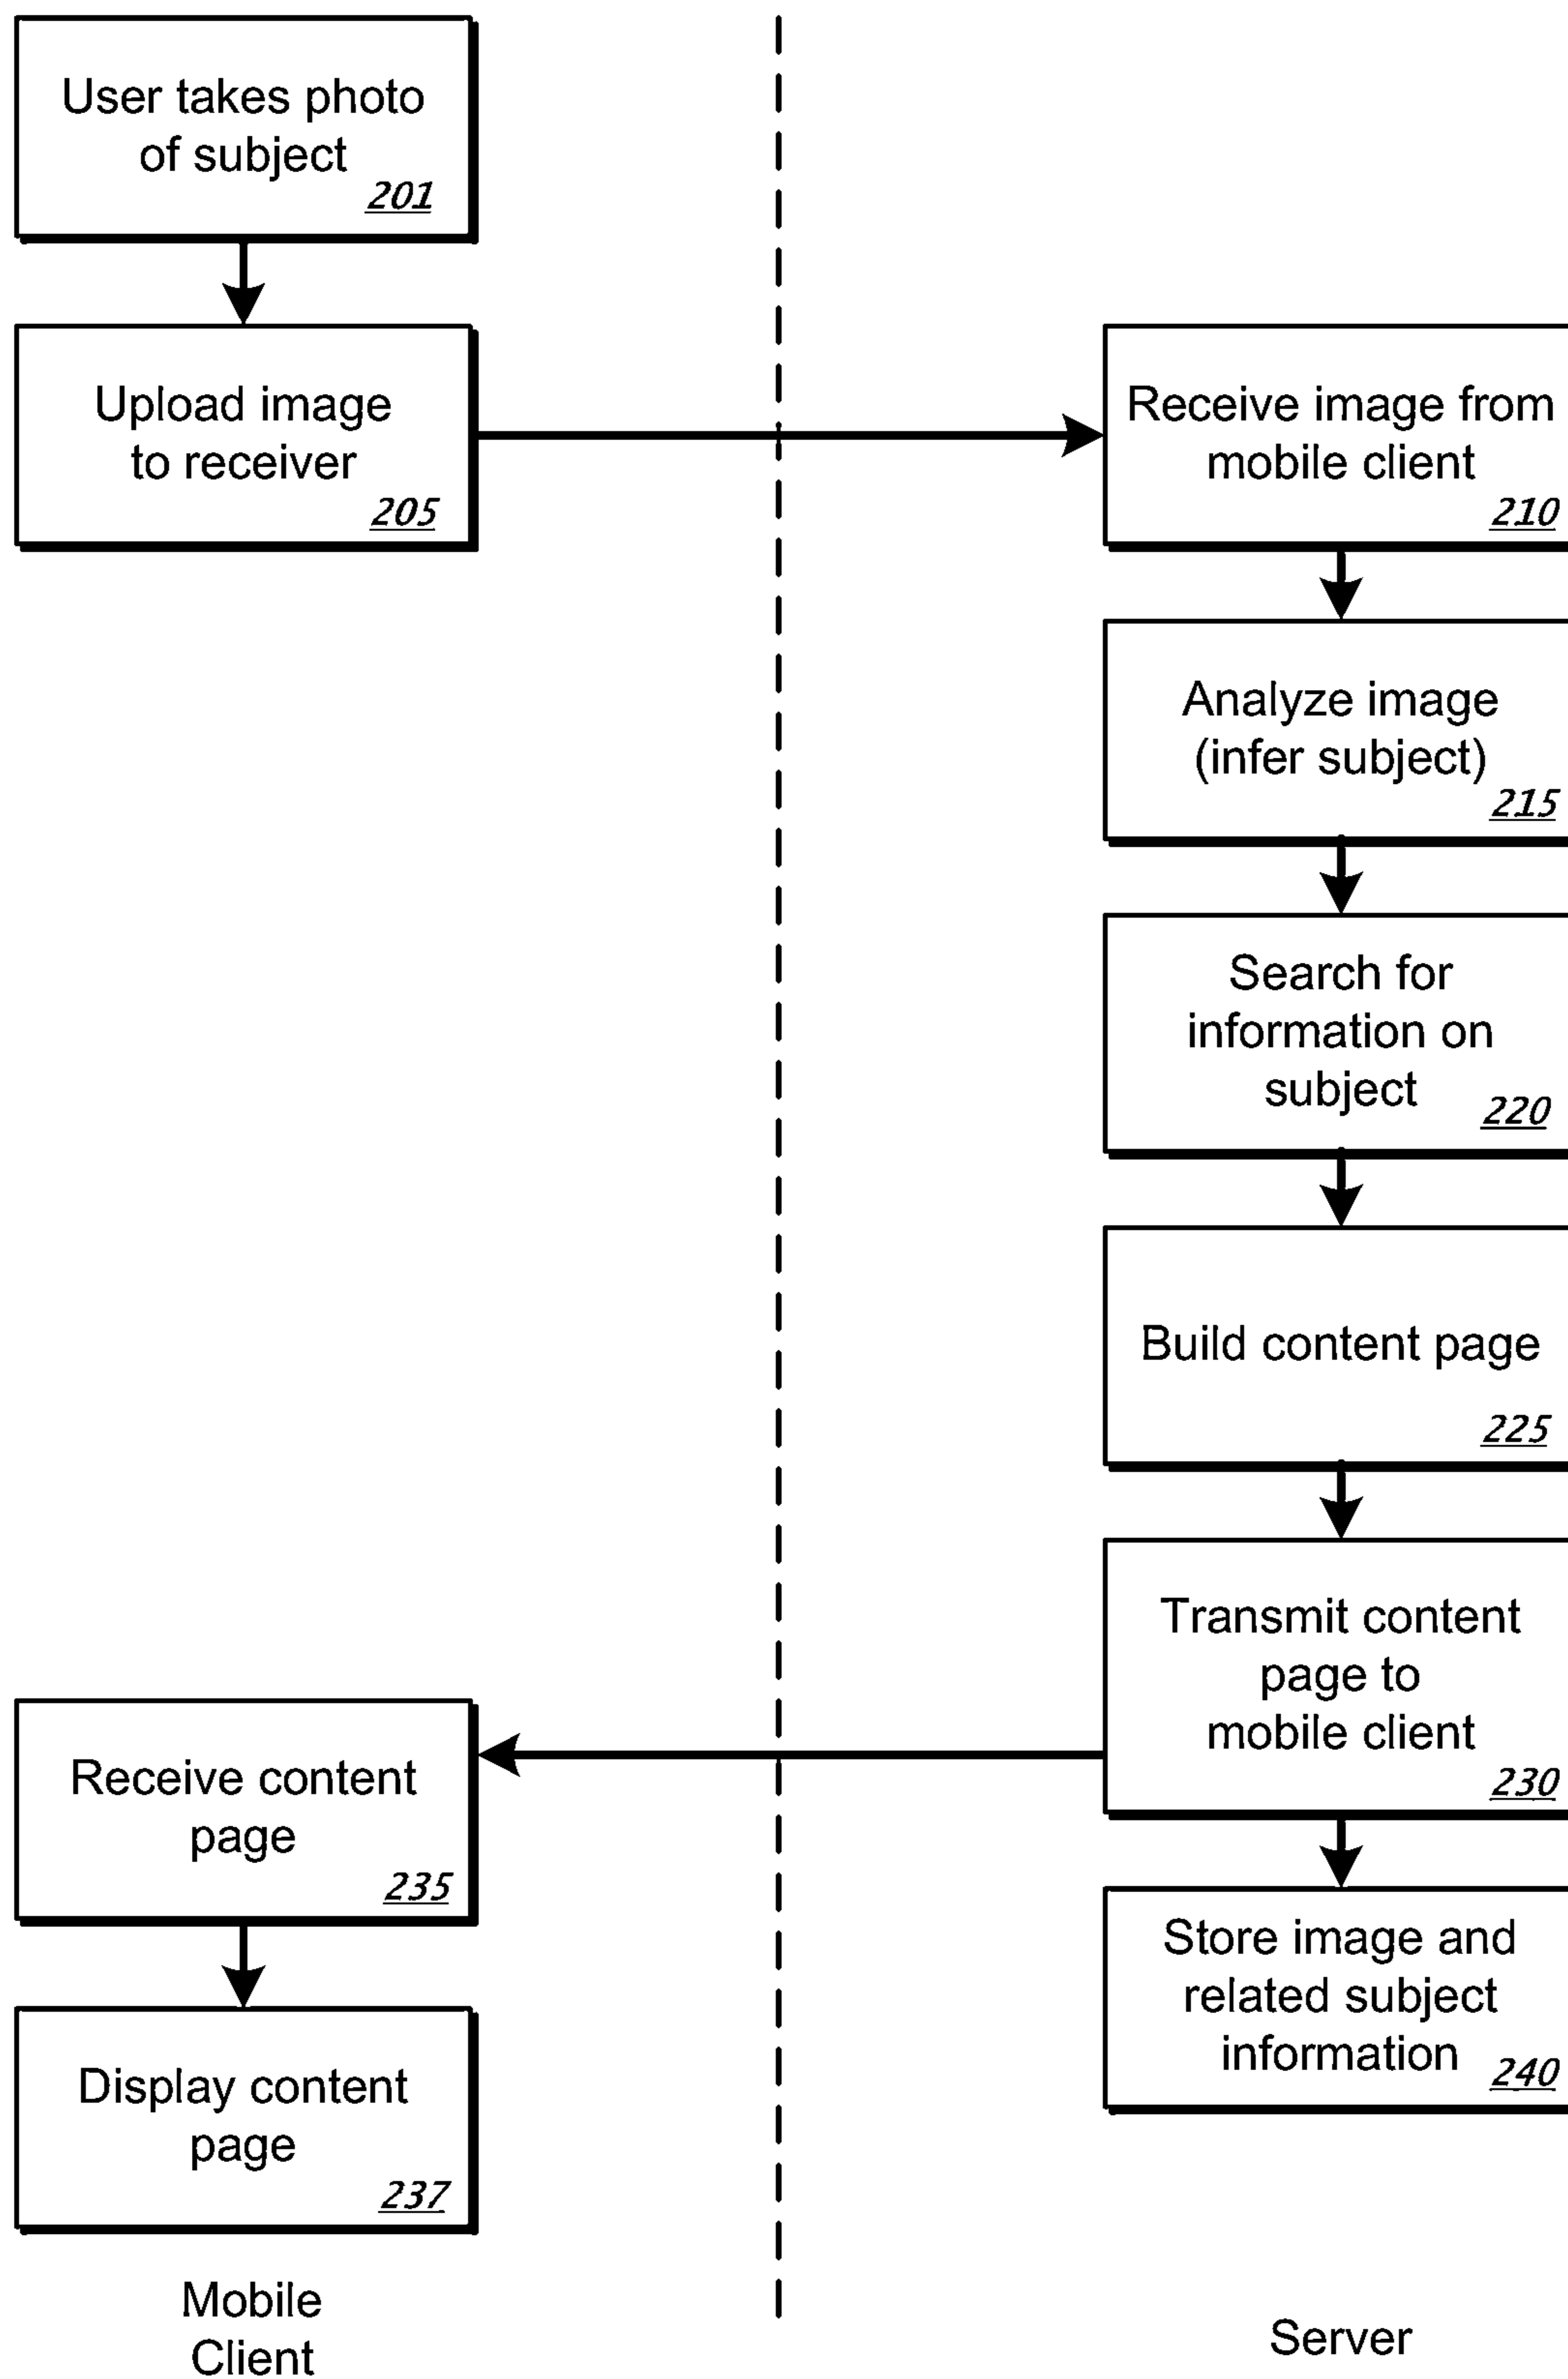 User takes photo
of subject
201
Upload image
to receiver
205
Receive image from
mobile client
210
Analyze image
(infer subject)
215
Search for
information on
subject
220
Build content page
225
Transmit content
page to
mobile client
230
Receive content
page
235
Store image and
related subject
information
240
Display content
page
237
Mobile
Client
Server